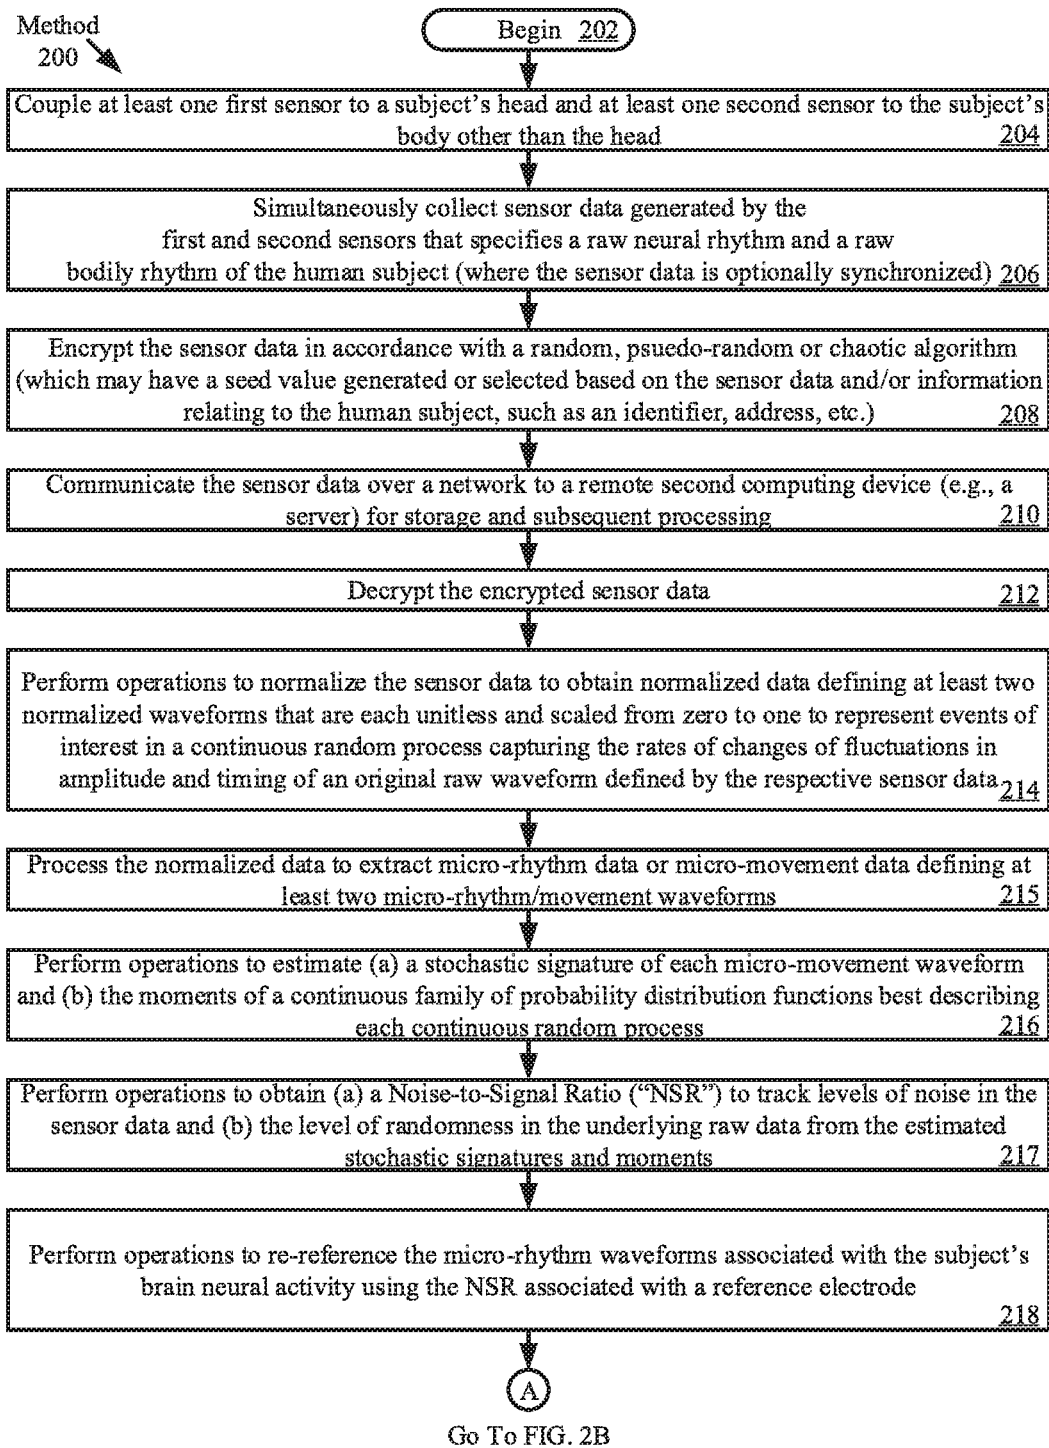 Method
200
Begin 202
Couple at least one first sensor to a subject's head and at least one second sensor to the subject's
body other than the head
204
Simultaneously collect sensor data generated by the
first and second sensors that specifies a raw neural rhythm and a raw
bodily rhythm of the human subject (where the sensor data is optionally synchronized) 206
Encrypt the sensor data in accordance with a random, psuedo-random or chaotic algorithm
(which may have a seed value generated or selected based on the sensor data and/or information
relating to the human subject, such as an identifier, address, etc.) 208
Communicate the sensor data over a network to a remote second computing device (e.g., a
server) for storage and subsequent processing 210
Decrypt the encrypted sensor data 212
Perform operations to normalize the sensor data to obtain normalized data defining at least two
normalized waveforms that are each unitless and scaled from zero to one to represent events of
interest in a continuous random process capturing the rates of changes of fluctuations in
amplitude and timing of an original raw waveform defined by the respective sensor data 214
Process the normalized data to extract micro-rhythm data or micro-movement data defining at
least two micro-rhythm/movement waveforms 215
Perform operations to estimate (a) a stochastic signature of each micro-movement waveform
and (b) the moments of a continuous family of probability distribution functions best describing
each continuous random process 216
Perform operations to obtain (a) a Noise-to-Signal Ratio ("NSR") to track levels of noise in the
sensor data and (b) the level of randomness in the underlying raw data from the estimated
stochastic signatures and moments 217
Perform operations to re-reference the micro-rhythm waveforms associated with the subject's
brain neural activity using the NSR associated with a reference electrode
218
A
Go To FIG. 2B